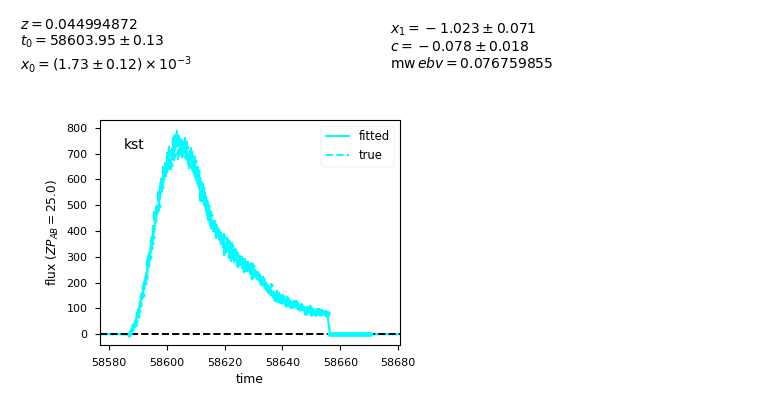 z = 0.044994872
t₀ = 58603.95 ± 0.13
x₀ = (1.73 ± 0.12) × 10⁻³
x₁ = −1.023 ± 0.071
c = −0.078 ± 0.018
mw ebv = 0.076759855
kst
fitted
true
flux (ZP_AB = 25.0)
800
700
600
500
400
300
200
100
0
58580 58600 58620 58640 58660 58680
time